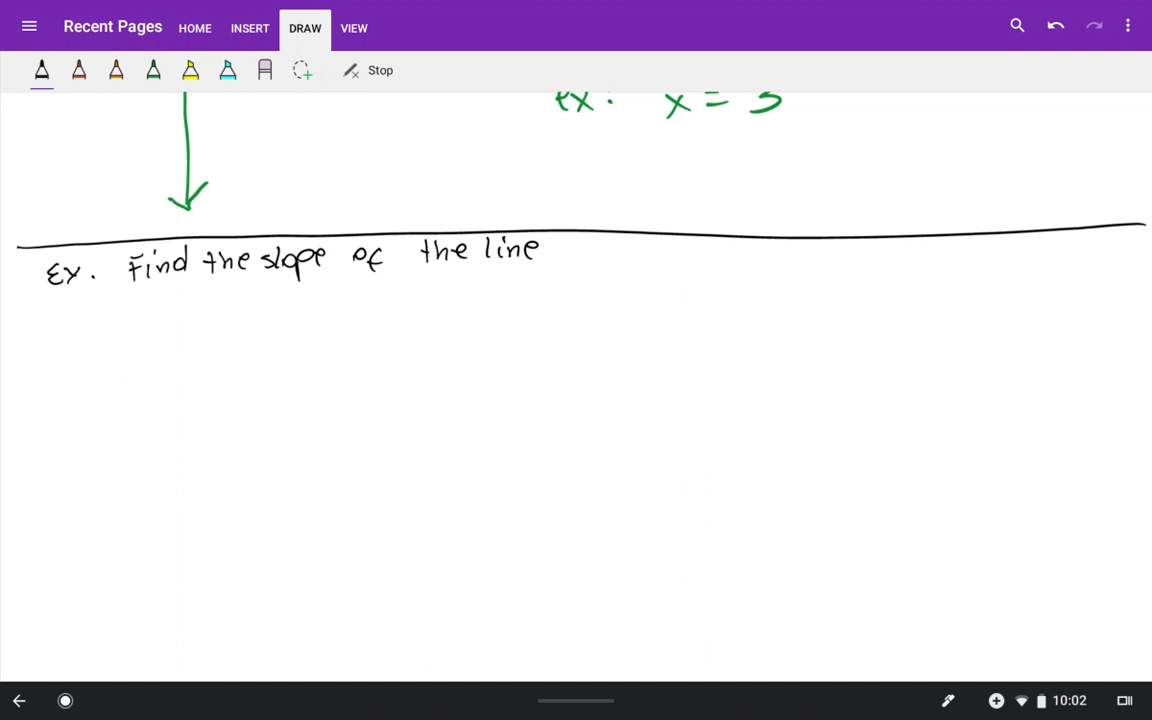 Recent Pages HOME INSERT DRAW VIEW
Stop
ex: x = 3
Ex. Find the slope of the line
10:02